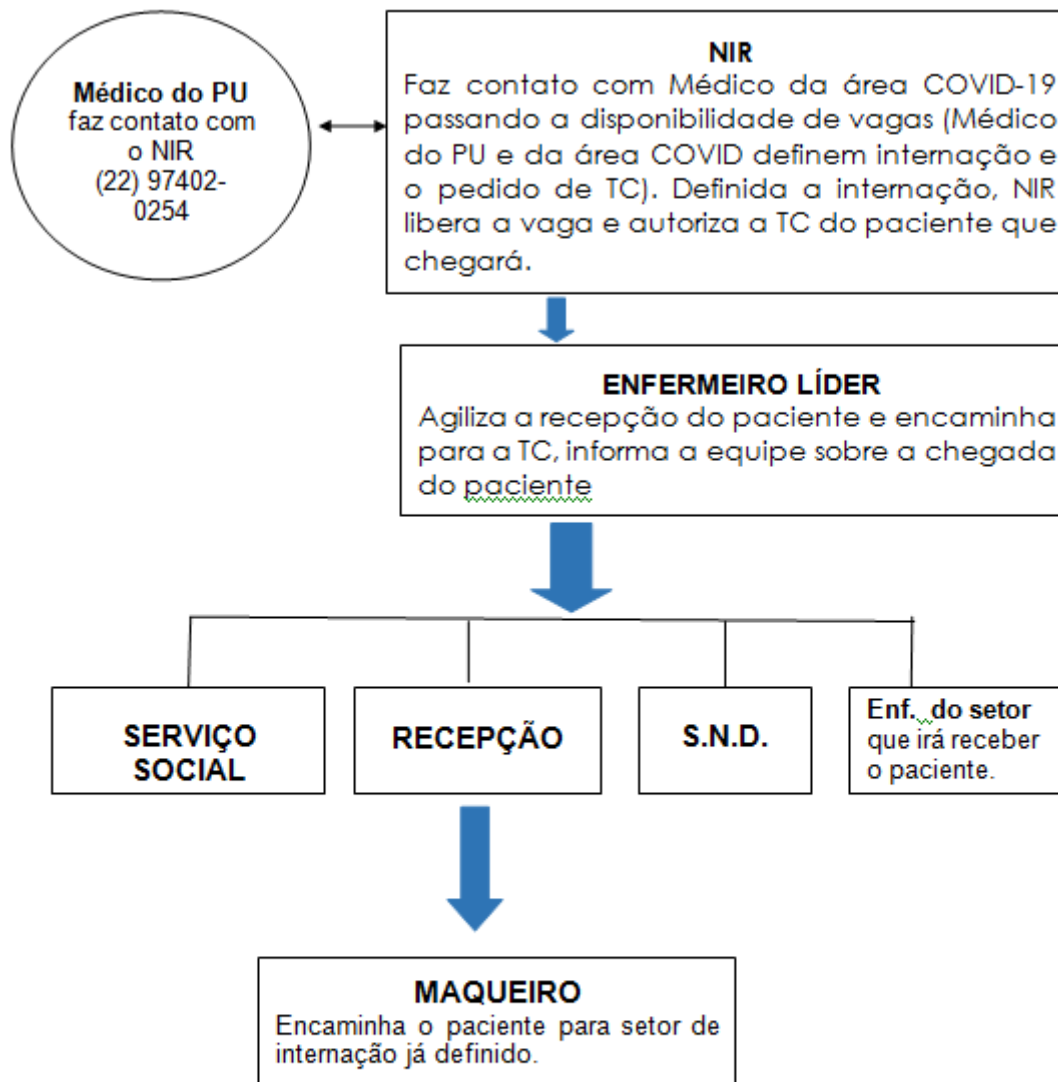 Médico do PU
faz contato com
o NIR
(22) 97402-
0254
NIR
Faz contato com Médico da área COVID-19
passando a disponibilidade de vagas (Médico
do PU e da área COVID definem internação e
o pedido de TC). Definida a internação, NIR
libera a vaga e autoriza a TC do paciente que
chegará.
ENFERMEIRO LÍDER
Agiliza a recepção do paciente e encaminha
para a TC, informa a equipe sobre a chegada
do paciente
SERVIÇO
SOCIAL
RECEPÇÃO
S.N.D.
Enf. do setor
que irá receber
o paciente.
MAQUEIRO
Encaminha o paciente para setor de
internação já definido.